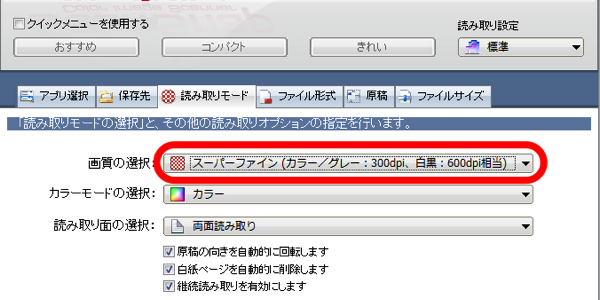 クイックメニューを使用する
読み取り設定
おすすめ
コンパクト
きれい
標準
アプリ選択
保存先
読み取りモード
ファイル形式
原稿
ファイルサイズ
「読み取りモードの選択」と、その他の読み取りオプションの指定を行います。
画質の選択:
スーパーファイン (カラー/グレー:300dpi、白黒:600dpi相当)
カラーモードの選択:
カラー
読み取り面の選択:
両面読み取り
原稿の向きを自動的に回転します
白紙ページを自動的に削除します
継続読み取りを有効にします